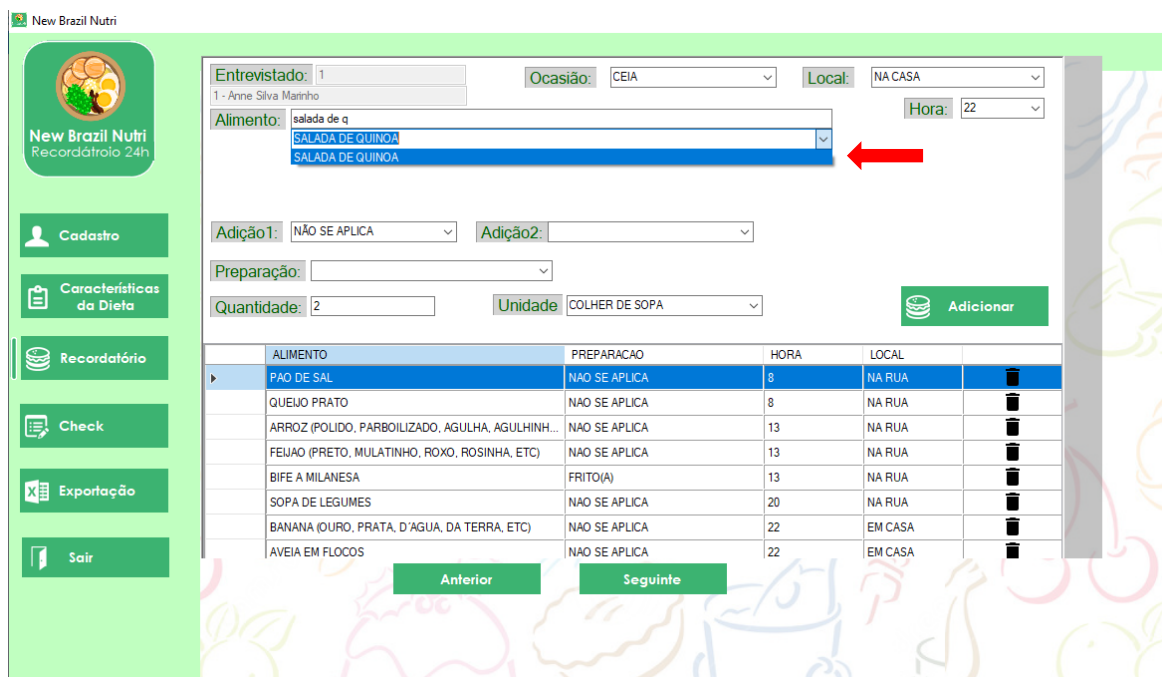 New Brazil Nutri
New Brazil Nutri
Recordátroio 24h
Cadastro
Características
da Dieta
Recordatório
Check
Exportação
Sair
Entrevistado: 1
1 - Anne Silva Marinho
Ocasião: CEIA
Local: NA CASA
Hora: 22
Alimento: salada de q
SALADA DE QUINOA
SALADA DE QUINOA
Adição1: NÃO SE APLICA
Adição2:
Preparação:
Quantidade: 2
Unidade COLHER DE SOPA
Adicionar
ALIMENTO PREPARACAO HORA LOCAL
PAO DE SAL NAO SE APLICA 8 NA RUA
QUEIJO PRATO NAO SE APLICA 8 NA RUA
ARROZ (POLIDO, PARBOILIZADO, AGULHA, AGULHINH... NAO SE APLICA 13 NA RUA
FEIJAO (PRETO, MULATINHO, ROXO, ROSINHA, ETC) NAO SE APLICA 13 NA RUA
BIFE A MILANESA FRITO(A) 13 NA RUA
SOPA DE LEGUMES NAO SE APLICA 20 NA RUA
BANANA (OURO, PRATA, D´AGUA, DA TERRA, ETC) NAO SE APLICA 22 EM CASA
AVEIA EM FLOCOS NAO SE APLICA 22 EM CASA
Anterior
Seguinte